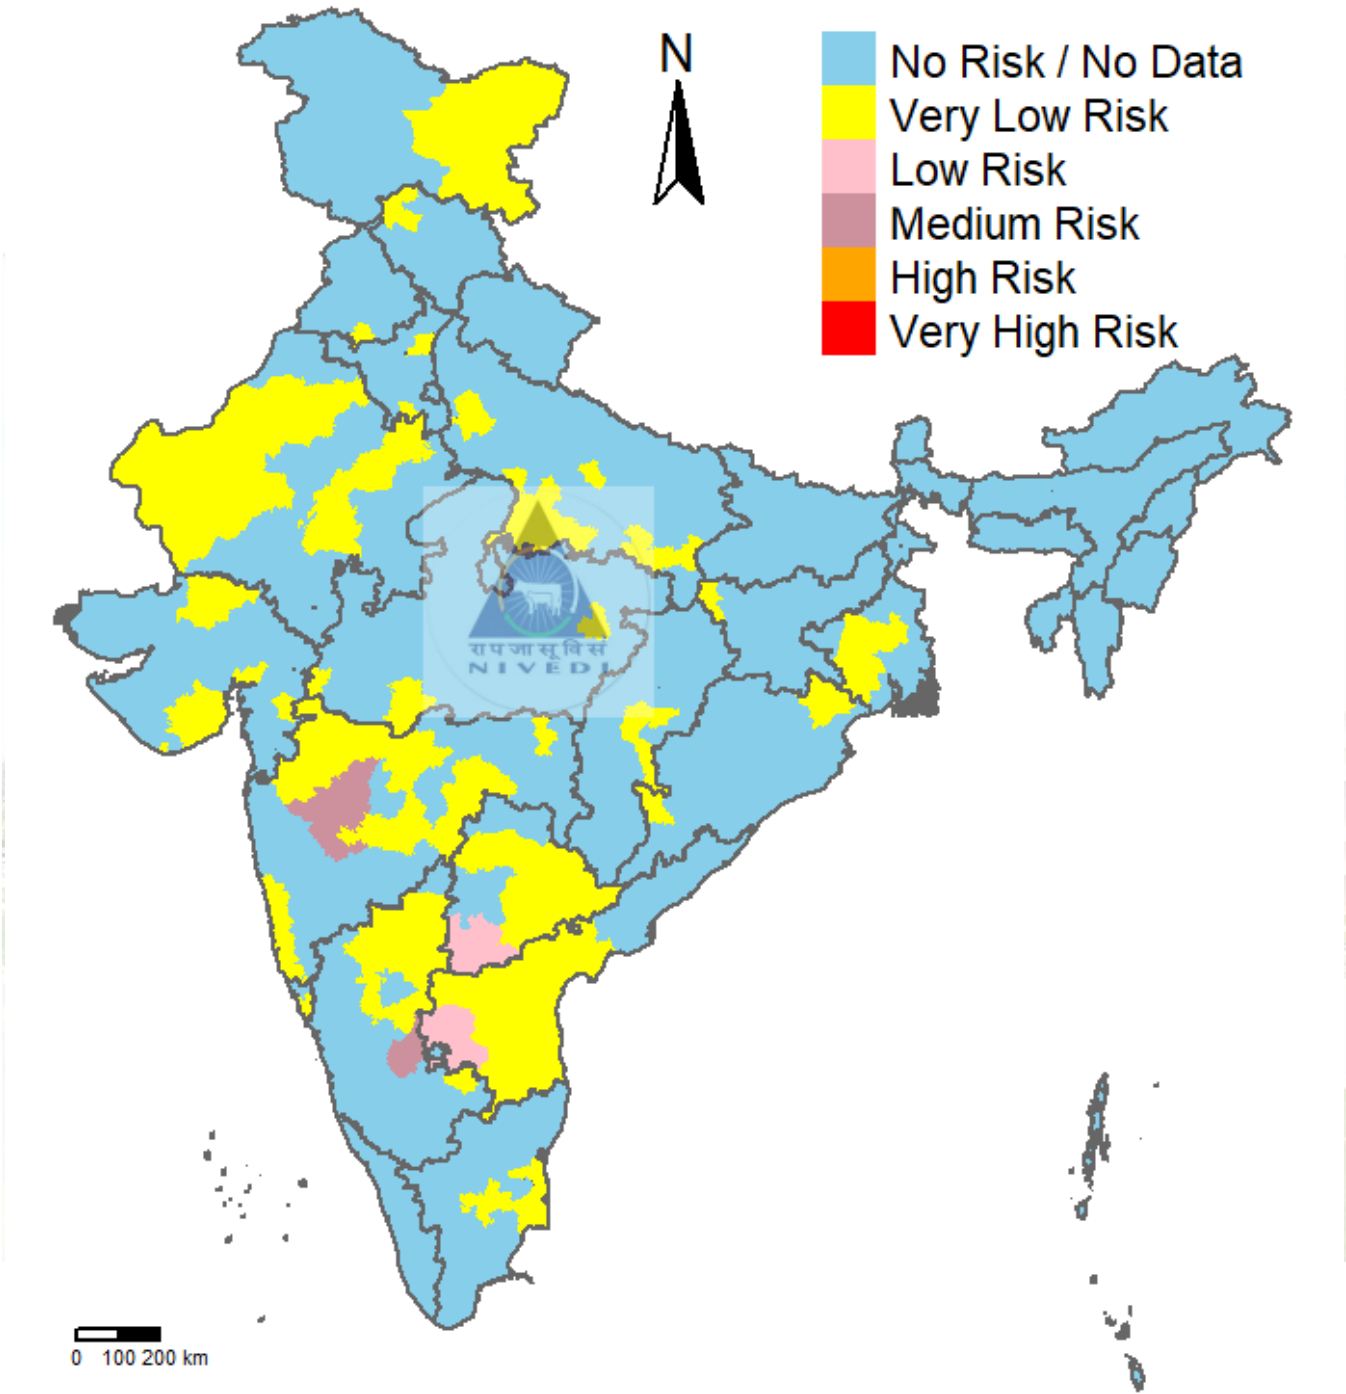 N
No Risk / No Data
Very Low Risk
Low Risk
Medium Risk
High Risk
Very High Risk
रा प जा सू वि सं
NIVEDI
0 100 200 km